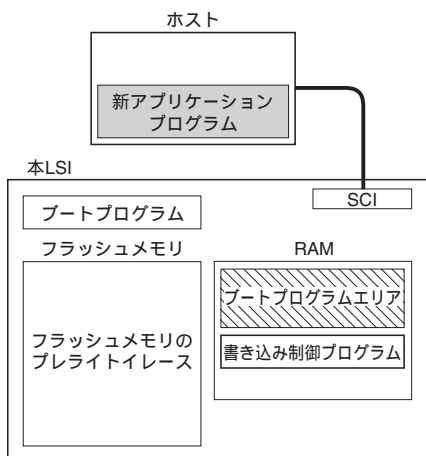 ホスト
新アプリケーション
プログラム
本LSI
SCI
ブートプログラム
フラッシュメモリ
RAM
ブートプログラムエリア
フラッシュメモリの
プレライトイレース
書き込み制御プログラム